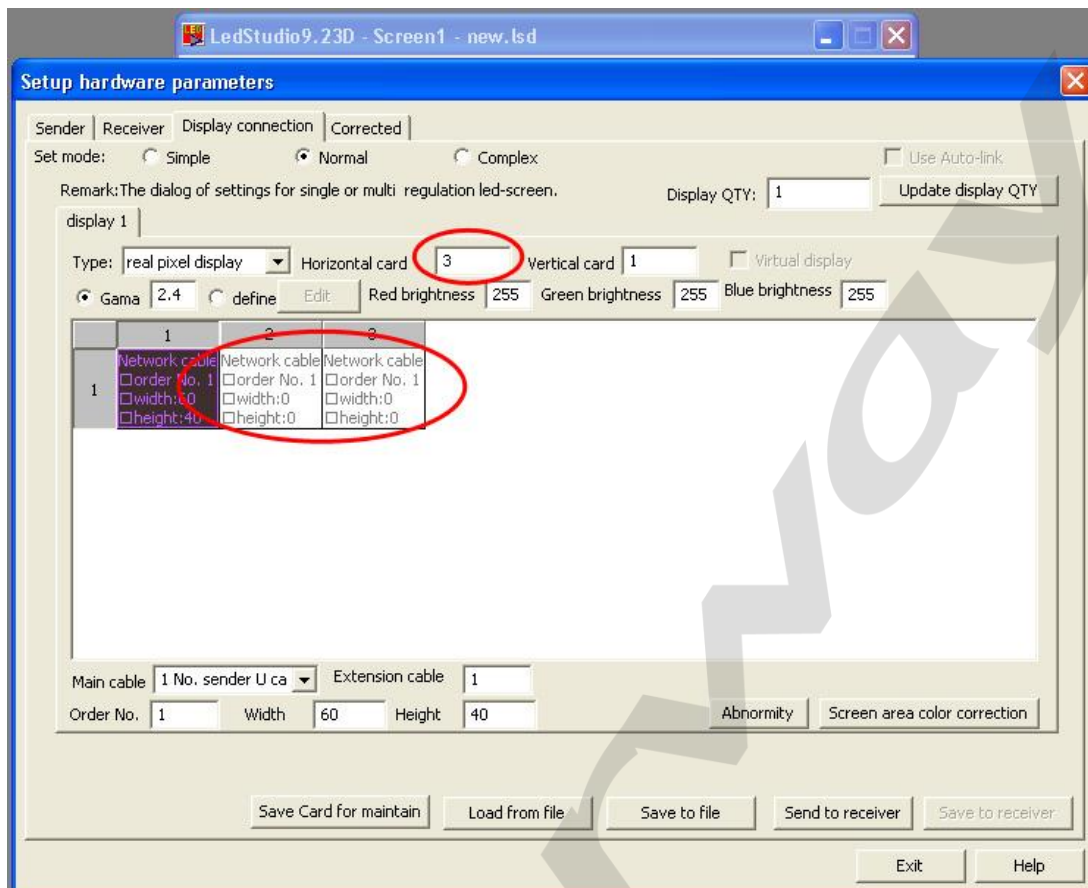 LedStudio9.23D - Screen1 - new.lsd
Setup hardware parameters
Sender Receiver Display connection Corrected
Set mode: Simple Normal Complex Use Auto-link
Remark:The dialog of settings for single or multi regulation led-screen. Display QTY: 1 Update display QTY
display 1
Type: real pixel display Horizontal card 3 Vertical card 1 Virtual display
Gama 2.4 define Edit Red brightness 255 Green brightness 255 Blue brightness 255
1 2 3
Network cable Network cable Network cable
1 □order No. 1 □order No. 1 □order No. 1
□width:60 □width:0 □width:0
□height:40 □height:0 □height:0
Main cable 1 No. sender U ca Extension cable 1
Order No. 1 Width 60 Height 40 Abnormity Screen area color correction
Save Card for maintain Load from file Save to file Send to receiver Save to receiver
Exit Help